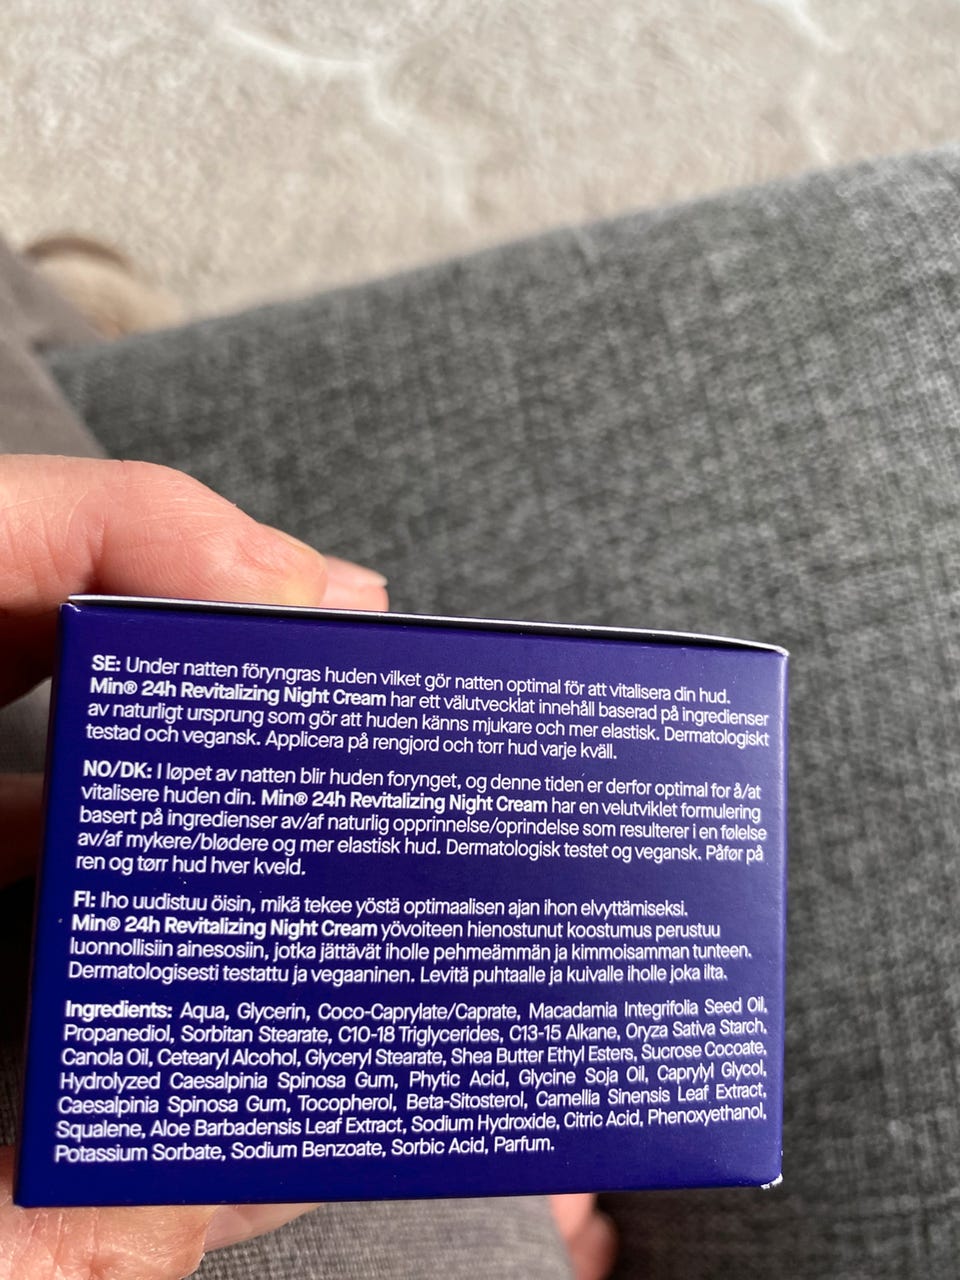 SE: Under natten föryngras huden vilket gör natten optimal för att vitalisera din hud.
Min® 24h Revitalizing Night Cream har ett välutvecklat innehåll baserad på ingredienser
av naturligt ursprung som gör att huden känns mjukare och mer elastisk. Dermatologiskt
testad och vegansk. Applicera på rengjord och torr hud varje kväll.
NO/DK: I løpet av natten blir huden forynget, og denne tiden er derfor optimal for å/at
vitalisere huden din. Min® 24h Revitalizing Night Cream har en velutviklet formulering
basert på ingredienser av/af naturlig opprinnelse/oprindelse som resulterer i en følelse
av/af mykere/blødere og mer elastisk hud. Dermatologisk testet og vegansk. Påfør på
ren og tørr hud hver kveld.
FI: Iho uudistuu öisin, mikä tekee yöstä optimaalisen ajan ihon elvyttämiseksi.
Min® 24h Revitalizing Night Cream yövoiteen hienostunut koostumus perustuu
luonnollisiin ainesosiin, jotka jättävät iholle pehmeämmän ja kimmoisamman tunteen.
Dermatologisesti testattu ja vegaaninen. Levitä puhtaalle ja kuivalle iholle joka ilta.
Ingredients: Aqua, Glycerin, Coco-Caprylate/Caprate, Macadamia Integrifolia Seed Oil,
Propanediol, Sorbitan Stearate, C10-18 Triglycerides, C13-15 Alkane, Oryza Sativa Starch,
Canola Oil, Cetearyl Alcohol, Glyceryl Stearate, Shea Butter Ethyl Esters, Sucrose Cocoate,
Hydrolyzed Caesalpinia Spinosa Gum, Phytic Acid, Glycine Soja Oil, Caprylyl Glycol,
Caesalpinia Spinosa Gum, Tocopherol, Beta-Sitosterol, Camellia Sinensis Leaf Extract,
Squalene, Aloe Barbadensis Leaf Extract, Sodium Hydroxide, Citric Acid, Phenoxyethanol,
Potassium Sorbate, Sodium Benzoate, Sorbic Acid, Parfum.